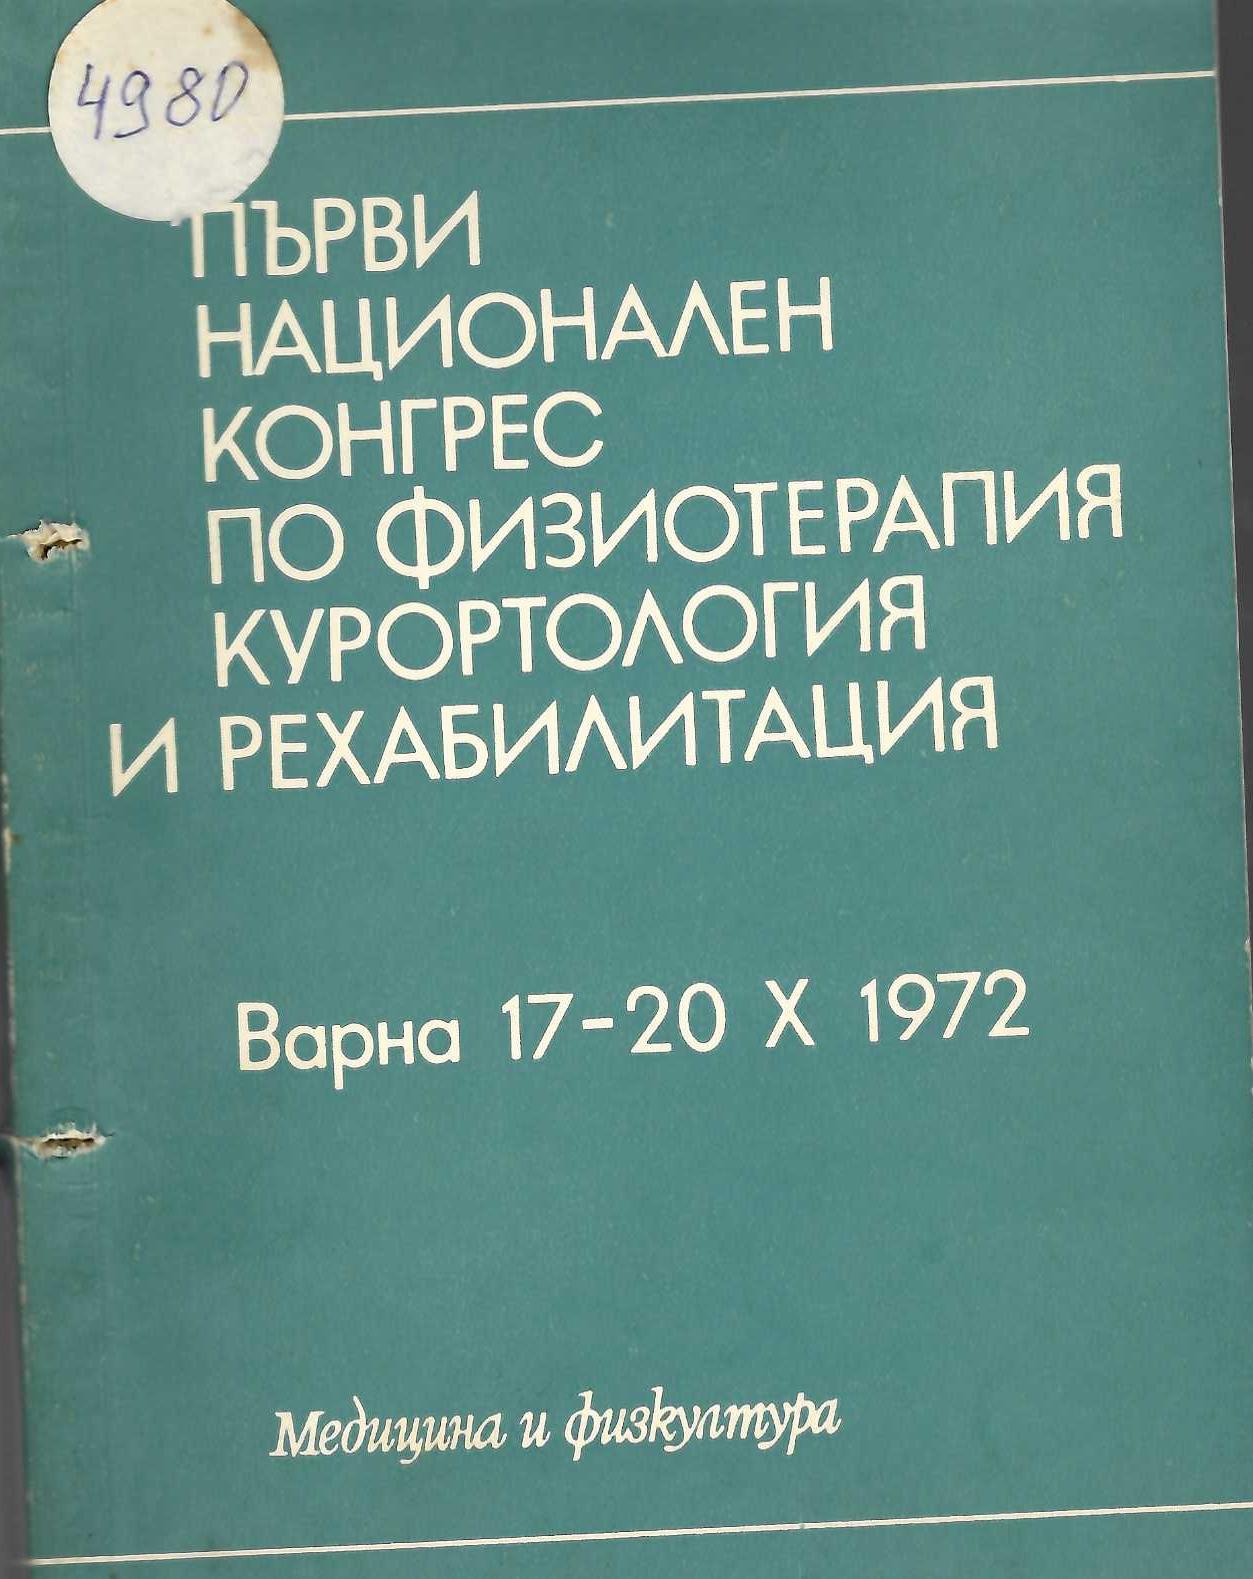 4980
ПЪРВИ
НАЦИОНАЛЕН
КОНГРЕС
ПО ФИЗИОТЕРАПИЯ
КУРОРТОЛОГИЯ
И РЕХАБИЛИТАЦИЯ
Варна 17-20 X 1972
Медицина и физкултура